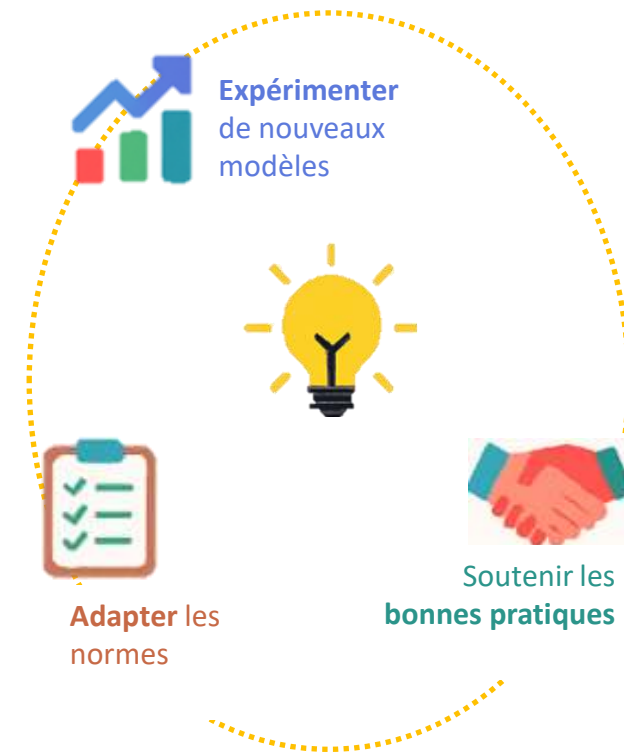 Expérimenter
de nouveaux
modèles
Soutenir les
bonnes pratiques
Adapter les
normes